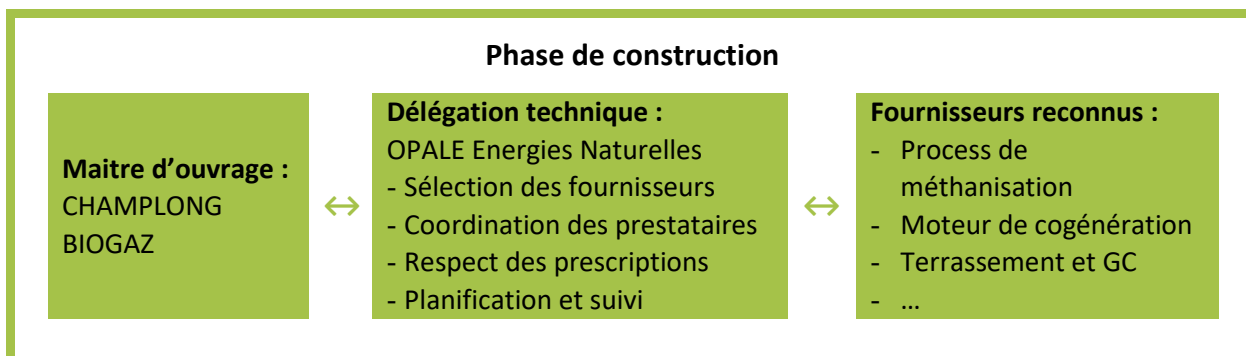 Phase de construction
Maitre d'ouvrage :
CHAMPLONG
BIOGAZ
↔
Délégation technique :
OPALE Energies Naturelles
- Sélection des fournisseurs
- Coordination des prestataires
- Respect des prescriptions
- Planification et suivi
↔
Fournisseurs reconnus :
- Process de
méthanisation
- Moteur de cogénération
- Terrassement et GC
- …